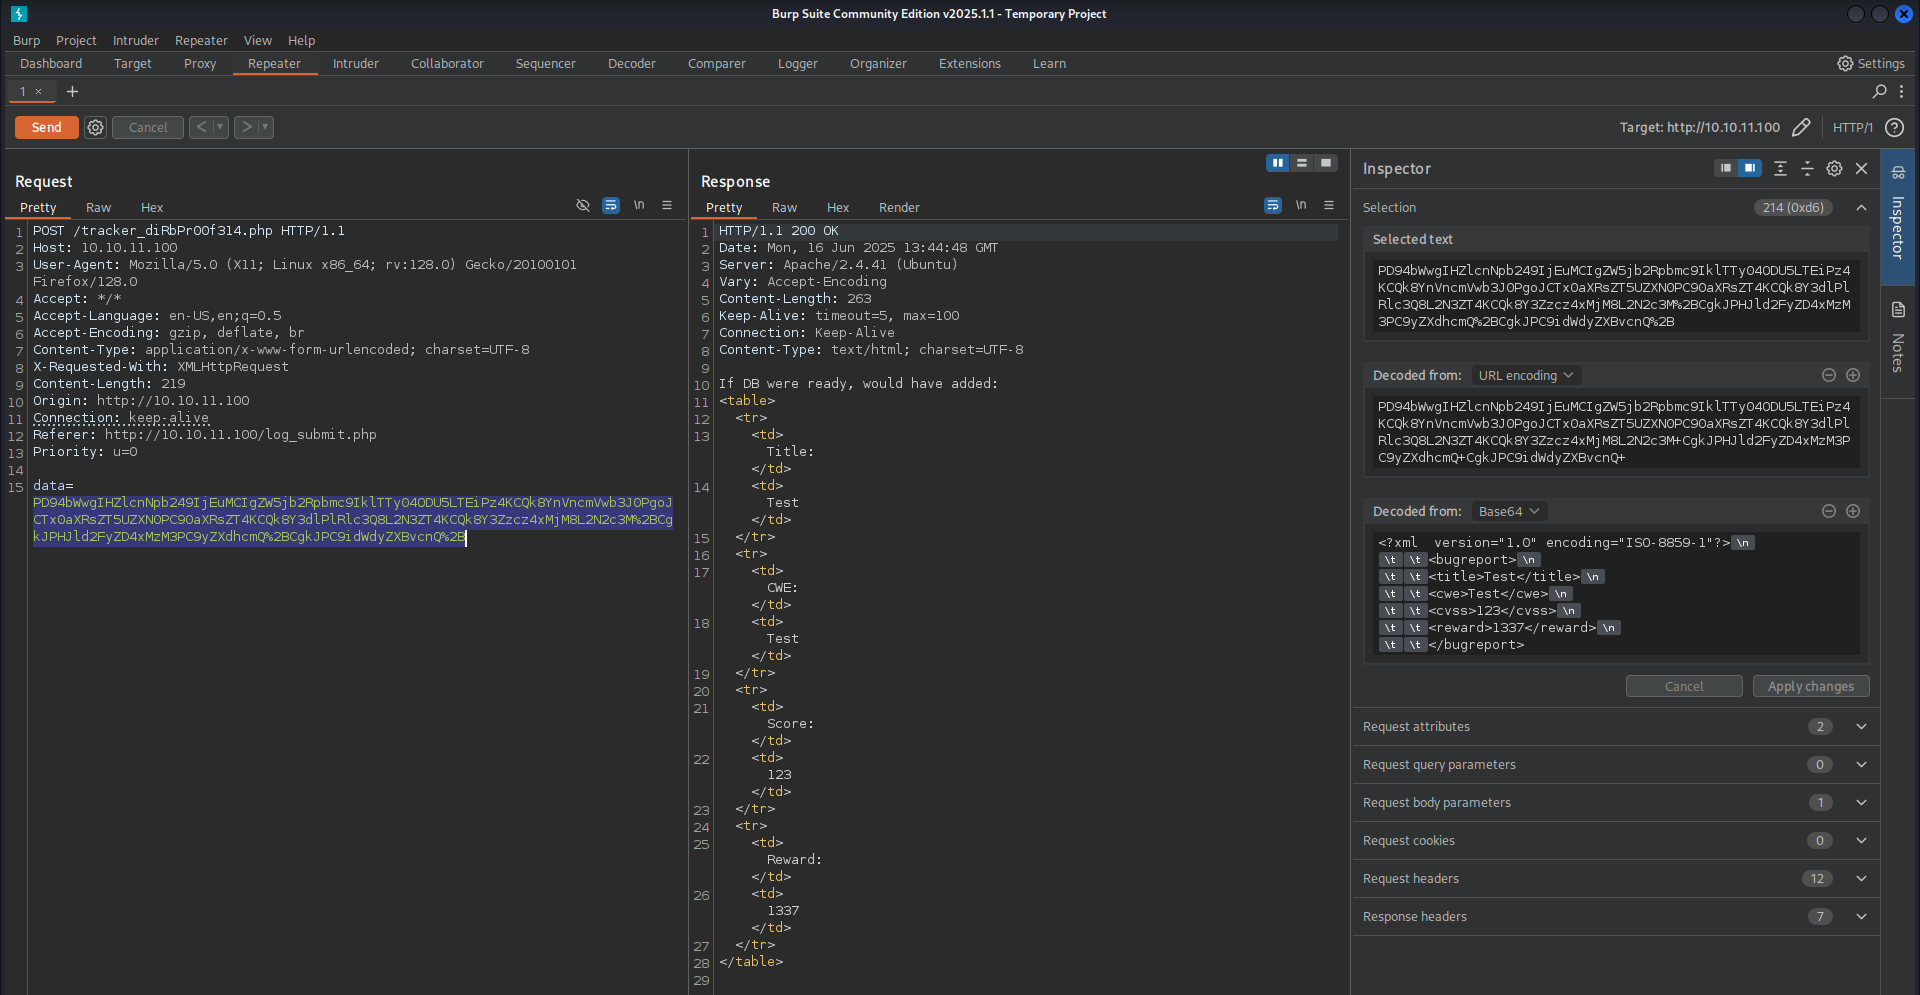 Burp Suite Community Edition v2025.1.1 - Temporary Project
Burp Project Intruder Repeater View Help
Dashboard Target Proxy Repeater Intruder Collaborator Sequencer Decoder Comparer Logger Organizer Extensions Learn Settings
1 × +
Send Cancel < > Target: http://10.10.11.100 HTTP/1 ?
Request
Pretty Raw Hex \n
1 POST /tracker_diRbPr00f314.php HTTP/1.1
2 Host: 10.10.11.100
3 User-Agent: Mozilla/5.0 (X11; Linux x86_64; rv:128.0) Gecko/20100101
Firefox/128.0
4 Accept: */*
5 Accept-Language: en-US,en;q=0.5
6 Accept-Encoding: gzip, deflate, br
7 Content-Type: application/x-www-form-urlencoded; charset=UTF-8
8 X-Requested-With: XMLHttpRequest
9 Content-Length: 219
10 Origin: http://10.10.11.100
11 Connection: keep-alive
12 Referer: http://10.10.11.100/log_submit.php
13 Priority: u=0
14
15 data=
PD94bWwgIHZlcnNpb249IjEuMCIgZW5jb2Rpbmc9IklTTy04ODU5LTEiPz4KCQk8YnVncmVwb3J0PgoJ
CTx0aXRsZT5UZXN0PC90aXRsZT4KCQk8Y3dlPlRlc3Q8L2N3ZT4KCQk8Y3Zzcz4xMjM8L2N2c3M%2BCg
kJPHJld2FyZD4xMzM3PC9yZXdhcmQ%2BCgkJPC9idWdyZXBvcnQ%2B
Response
Pretty Raw Hex Render \n
1 HTTP/1.1 200 OK
2 Date: Mon, 16 Jun 2025 13:44:48 GMT
3 Server: Apache/2.4.41 (Ubuntu)
4 Vary: Accept-Encoding
5 Content-Length: 263
6 Keep-Alive: timeout=5, max=100
7 Connection: Keep-Alive
8 Content-Type: text/html; charset=UTF-8
9
10 If DB were ready, would have added:
11 <table>
12 <tr>
13 <td>
Title:
</td>
14 <td>
Test
</td>
15 </tr>
16 <tr>
17 <td>
CWE:
</td>
18 <td>
Test
</td>
19 </tr>
20 <tr>
21 <td>
Score:
</td>
22 <td>
123
</td>
23 </tr>
24 <tr>
25 <td>
Reward:
</td>
26 <td>
1337
</td>
27 </tr>
28 </table>
29
Inspector
Selection 214 (0xd6)
Selected text
PD94bWwgIHZlcnNpb249IjEuMCIgZW5jb2Rpbmc9IklTTy04ODU5LTEiPz4
KCQk8YnVncmVwb3J0PgoJCTx0aXRsZT5UZXN0PC90aXRsZT4KCQk8Y3dlPl
Rlc3Q8L2N3ZT4KCQk8Y3Zzcz4xMjM8L2N2c3M%2BCgkJPHJld2FyZD4xMzM
3PC9yZXdhcmQ%2BCgkJPC9idWdyZXBvcnQ%2B
Decoded from: URL encoding
PD94bWwgIHZlcnNpb249IjEuMCIgZW5jb2Rpbmc9IklTTy04ODU5LTEiPz4
KCQk8YnVncmVwb3J0PgoJCTx0aXRsZT5UZXN0PC90aXRsZT4KCQk8Y3dlPl
Rlc3Q8L2N3ZT4KCQk8Y3Zzcz4xMjM8L2N2c3M+CgkJPHJld2FyZD4xMzM3P
C9yZXdhcmQ+CgkJPC9idWdyZXBvcnQ+
Decoded from: Base64
<?xml  version="1.0" encoding="ISO-8859-1"?> \n
\t \t <bugreport> \n
\t \t <title>Test</title> \n
\t \t <cwe>Test</cwe> \n
\t \t <cvss>123</cvss> \n
\t \t <reward>1337</reward> \n
\t \t </bugreport>
Cancel Apply changes
Request attributes 2
Request query parameters 0
Request body parameters 1
Request cookies 0
Request headers 12
Response headers 7
Inspector
Notes